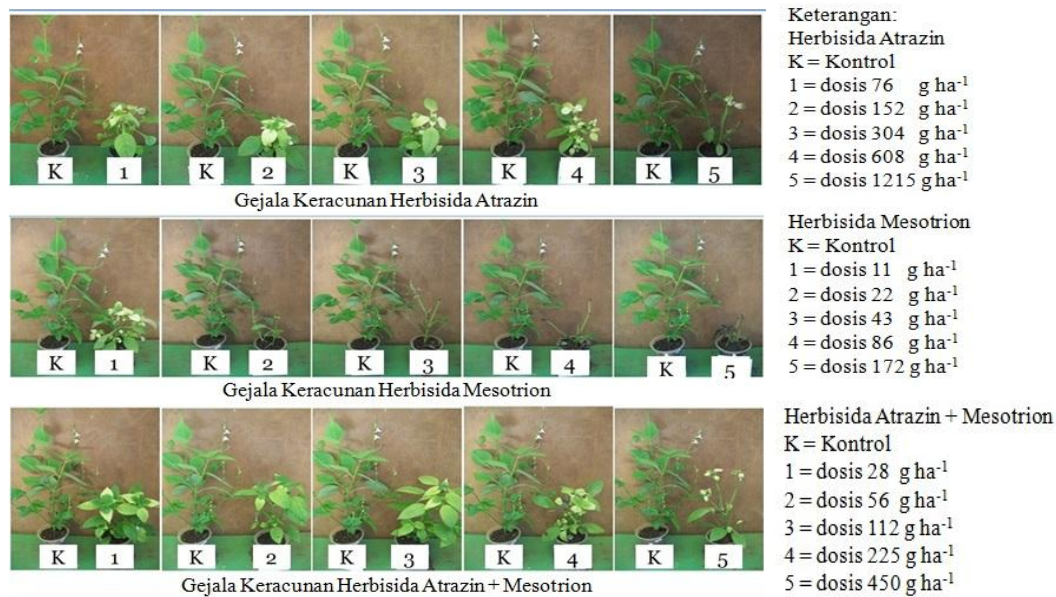 K 1 K 2 K 3 K 4 K 5
Gejala Keracunan Herbisida Atrazin
Keterangan:
Herbisida Atrazin
K = Kontrol
1 = dosis 76 g ha-1
2 = dosis 152 g ha-1
3 = dosis 304 g ha-1
4 = dosis 608 g ha-1
5 = dosis 1215 g ha-1
K 1 K 2 K 3 K 4 K 5
Gejala Keracunan Herbisida Mesotrion
Herbisida Mesotrion
K = Kontrol
1 = dosis 11 g ha-1
2 = dosis 22 g ha-1
3 = dosis 43 g ha-1
4 = dosis 86 g ha-1
5 = dosis 172 g ha-1
K 1 K 2 K 3 K 4 K 5
Gejala Keracunan Herbisida Atrazin + Mesotrion
Herbisida Atrazin + Mesotrion
K = Kontrol
1 = dosis 28 g ha-1
2 = dosis 56 g ha-1
3 = dosis 112 g ha-1
4 = dosis 225 g ha-1
5 = dosis 450 g ha-1